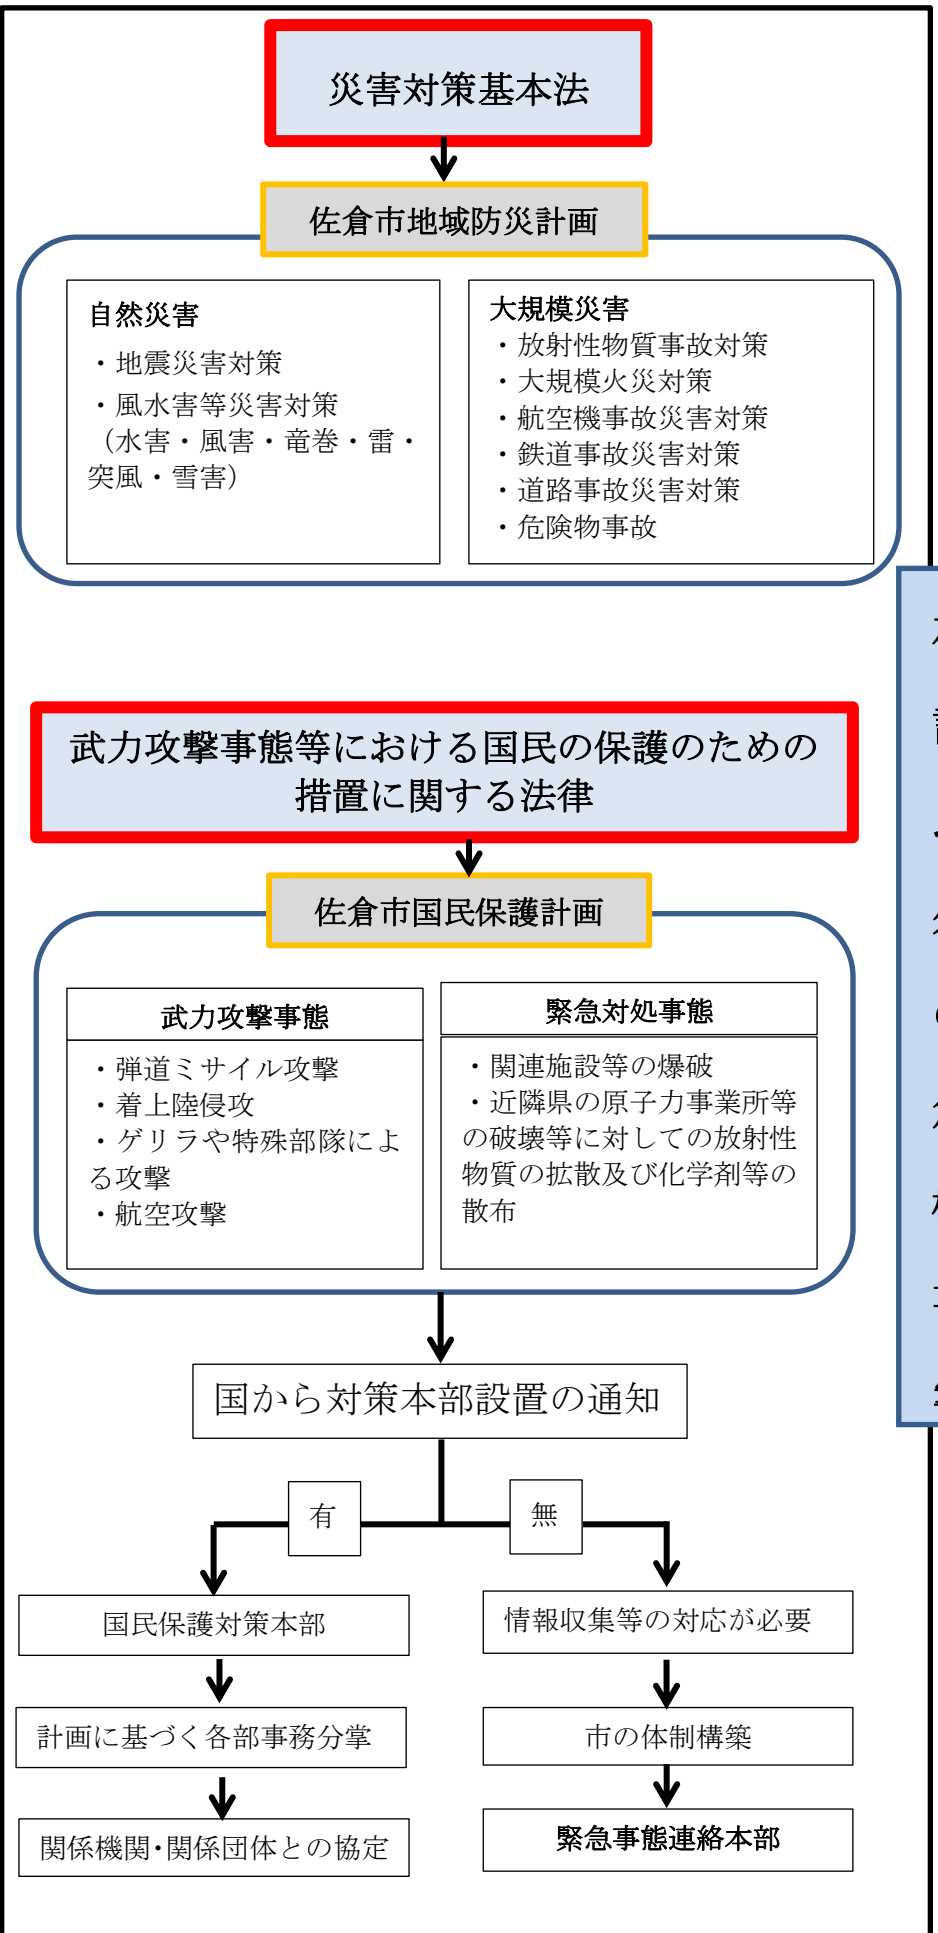 災害対策基本法
佐倉市地域防災計画
自然災害
・地震災害対策
・風水害等災害対策
（水害・風害・竜巻・雷・
突風・雪害）
大規模災害
・放射性物質事故対策
・大規模火災対策
・航空機事故災害対策
・鉄道事故災害対策
・道路事故災害対策
・危険物事故
武力攻撃事態等における国民の保護のための
措置に関する法律
佐倉市国民保護計画
武力攻撃事態
・弾道ミサイル攻撃
・着上陸侵攻
・ゲリラや特殊部隊によ
る攻撃
・航空攻撃
緊急対処事態
・関連施設等の爆破
・近隣県の原子力事業所等
の破壊等に対しての放射性
物質の拡散及び化学剤等の
散布
国から対策本部設置の通知
有
無
国民保護対策本部
計画に基づく各部事務分掌
関係機関・関係団体との協定
情報収集等の対応が必要
市の体制構築
緊急事態連絡本部